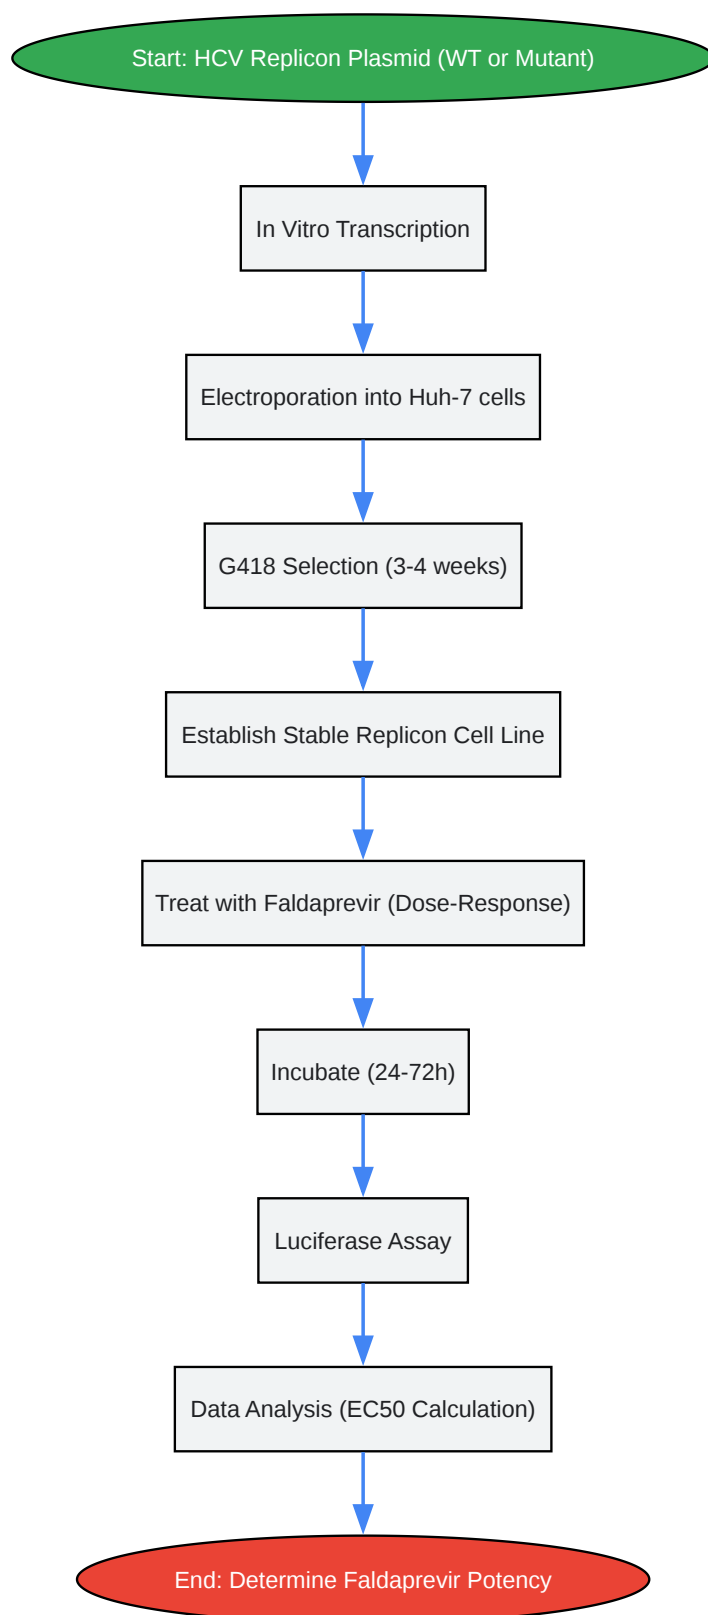 Start: HCV Replicon Plasmid (WT or Mutant)
In Vitro Transcription
Electroporation into Huh-7 cells
G418 Selection (3-4 weeks)
Establish Stable Replicon Cell Line
Treat with Faldaprevir (Dose-Response)
Incubate (24-72h)
Luciferase Assay
Data Analysis (EC50 Calculation)
End: Determine Faldaprevir Potency